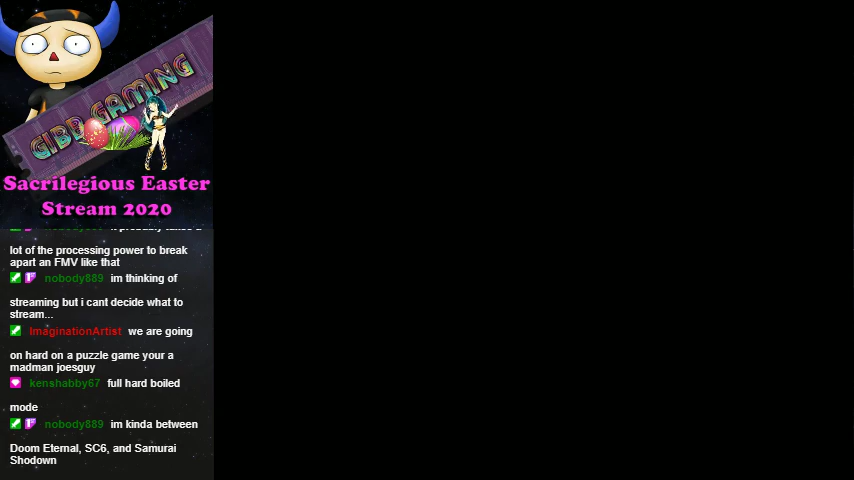 GIBB GAMING
Sacrilegious Easter
Stream 2020
lot of the processing power to break
apart an FMV like that
nobody889 im thinking of
streaming but i cant decide what to
stream...
ImaginationArtist we are going
on hard on a puzzle game your a
madman joesguy
kenshabby67 full hard boiled
mode
nobody889 im kinda between
Doom Eternal, SC6, and Samurai
Shodown